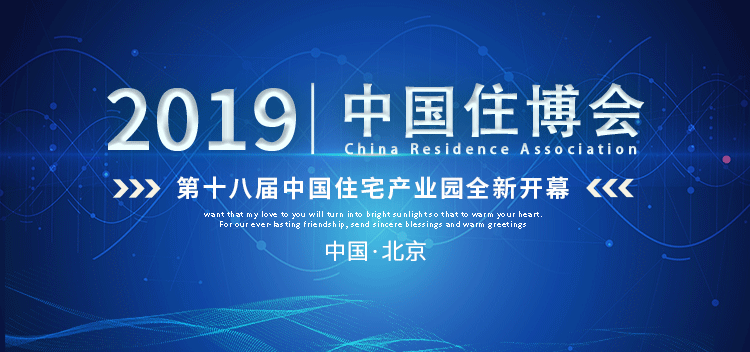 2019 中国住博会
China Residence Association
第十八届中国住宅产业园全新开幕
want that my love to you will turn into bright sunlight so that to warm your heart.
For our ever-lasting friendship, send sincere blessings and warm greetings
中国·北京